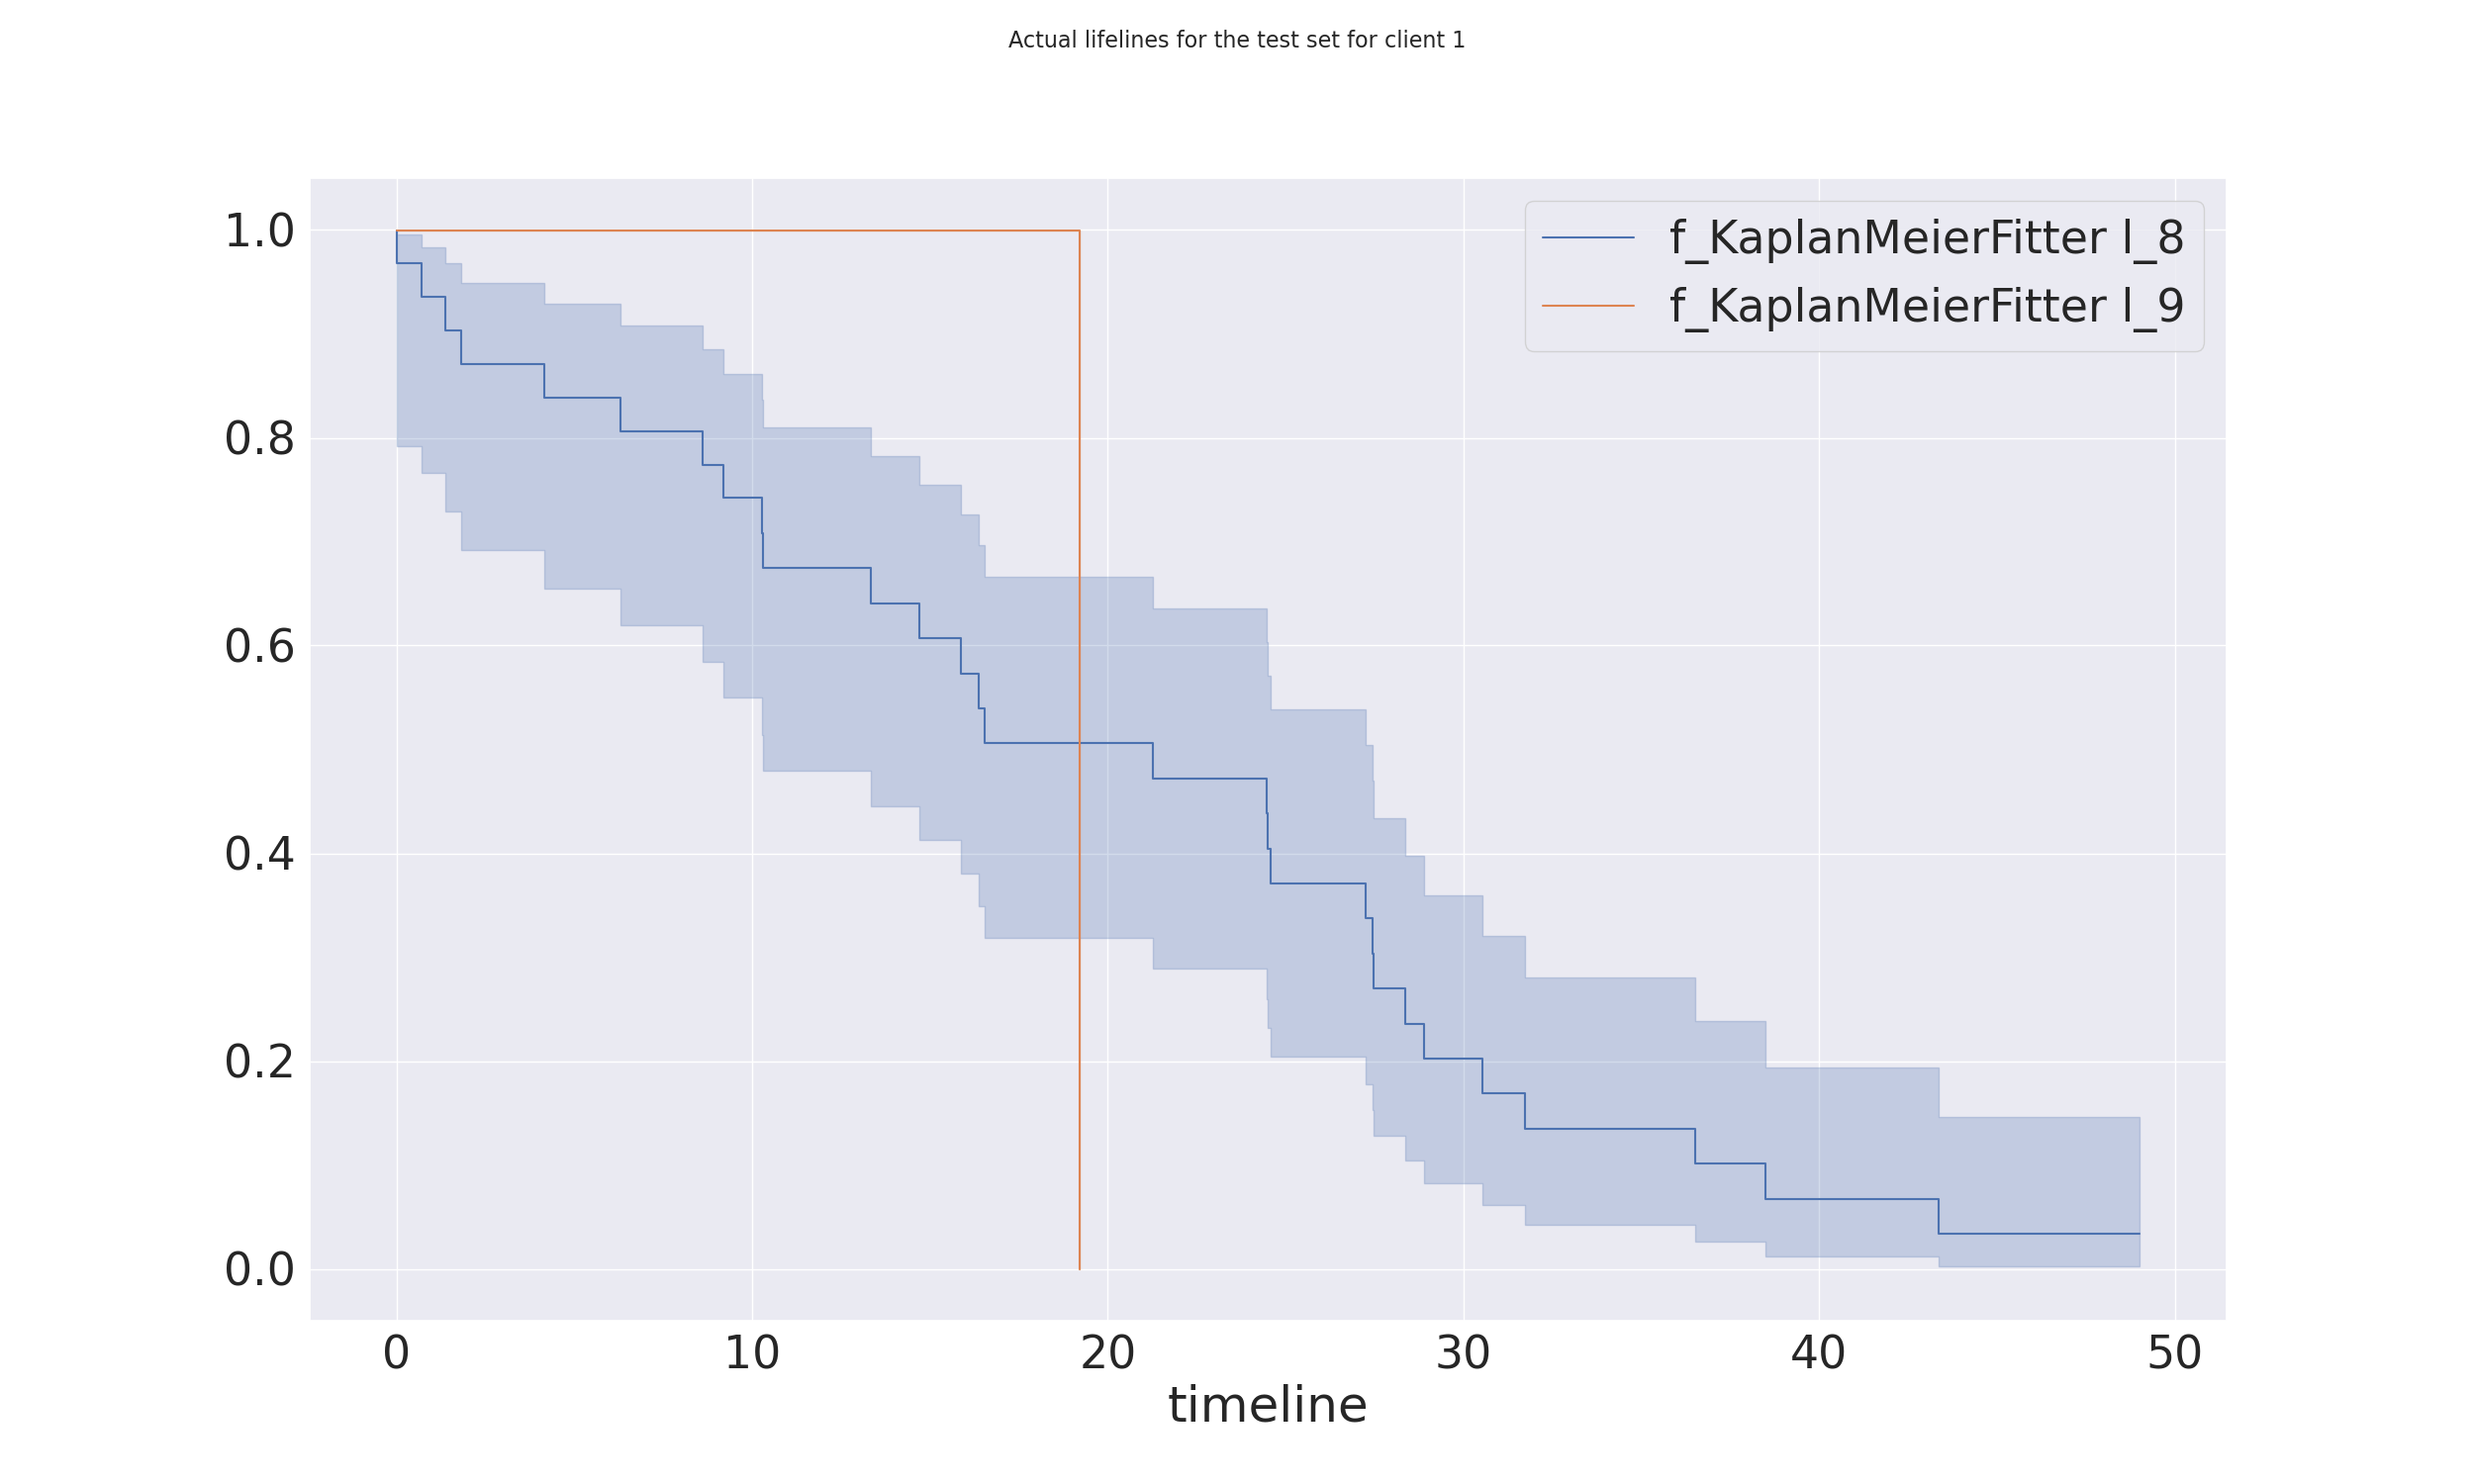 Actual lifelines for the test set for client 1
f_KaplanMeierFitter l_8
f_KaplanMeierFitter l_9
1.0
0.8
0.6
0.4
0.2
0.0
0 10 20 30 40 50
timeline